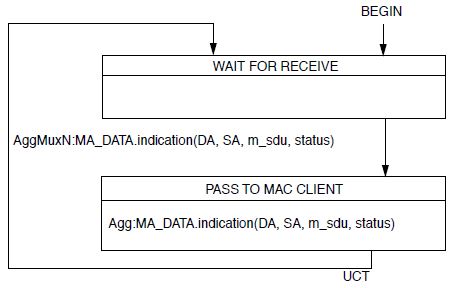 BEGIN
WAIT FOR RECEIVE
AggMuxN:MA_DATA.indication(DA, SA, m_sdu, status)
PASS TO MAC CLIENT
Agg:MA_DATA.indication(DA, SA, m_sdu, status)
UCT